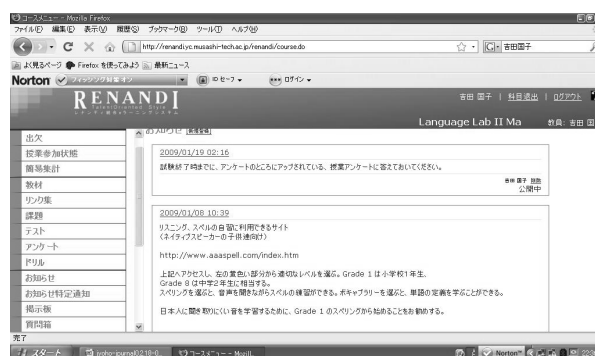 コースメニュー - Mozilla Firefox
ファイル(F) 編集(E) 表示(V) 履歴(S) ブックマーク(B) ツール(T) ヘルプ(H)
http://renandi.yc.musashi-tech.ac.jp/renandi/course.do
吉田国子
よく見るページ Firefox を使ってみよう 最新ニュース
Norton フィッシング対策オン ID セーフ ログイン
RENANDI
吉田 国子 | 科目退出 | ログアウト
Language Lab II Ma 教員: 吉田 国
出欠
授業参加状態
簡易集計
教材
リンク集
課題
テスト
アンケート
ドリル
お知らせ
お知らせ特定通知
掲示板
質問箱
お知らせ [新規登録]
2009/01/19 02:16
試験終了時までに、アンケートのところにアップされている、授業アンケートに答えておいてください。
吉田 国子 削除
公開中
2009/01/08 10:39
リスニング、スペルの自習に利用できるサイト
(ネイティブスピーカーの子供達向け)
http://www.aaaspell.com/index.htm
上記へアクセスし、左の黄色い部分から適切なレベルを選ぶ。Grade 1 は小学校1年生、
Grade 8 は中学2年生に相当する。
スペリングを選ぶと、音声を聞きながらスペルの練習ができる。ボキャブラリーを選ぶと、単語の定義を学ぶことができる。
日本人に聞き取りにくい音を学習するために、Grade 1 のスペリングから始めることをお勧めする。
完了
スタート
コースメニュー - Mozill...
Norton